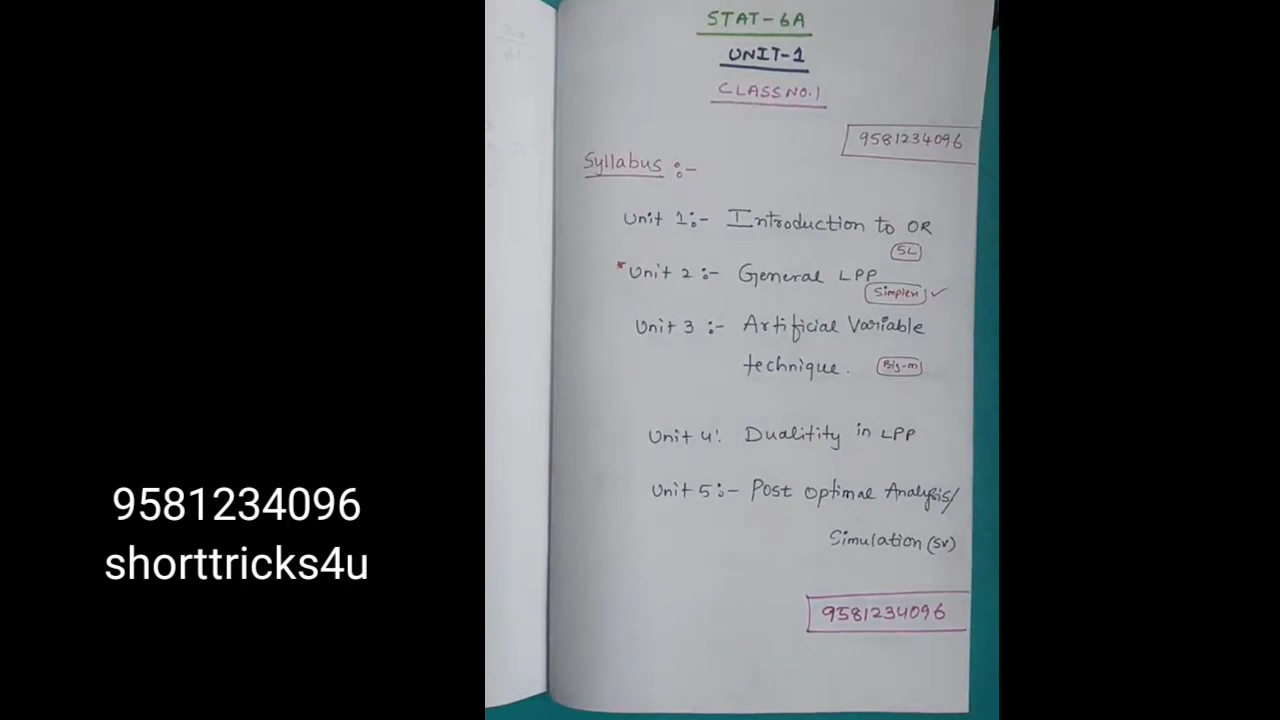 STAT-6A
UNIT-1
CLASS NO.1
9581234096
Syllabus :-
Unit 1:- Introduction to OR
SL
*Unit 2 :- General LPP
Simplex ✓
Unit 3 :- Artificial Variable
technique.
Big-m
Unit 4: Dualitity in LPP
Unit 5:- Post Optimal Analysis/
Simulation (SV)
9581234096
9581234096
shorttricks4u